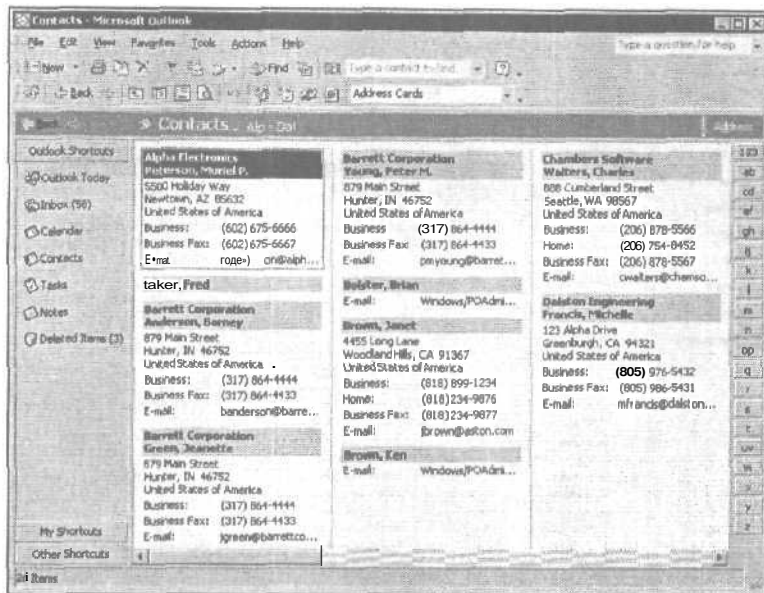 Contacts - Microsoft Outlook
File Edit View Favorites Tools Actions Help
Type a question for help
New
Find
Type a contact to find
Back
Address Cards
Contacts . Alp - Dal
Address
Outlook Shortcuts
Outlook Today
Inbox (56)
Calendar
Contacts
Tasks
Notes
Deleted Items (3)
My Shortcuts
Other Shortcuts
Alpha Electronics
Peterson, Muriel P.
5500 Holiday Way
Newtown, AZ 85632
United States of America
Business: (602) 675-6666
Business Fax: (602) 675-6667
E•mat годе») on@alph...
taker, Fred
Barrett Corporation
Anderson, Barney
879 Main Street
Hunter, IN 46752
United States of America
Business: (317) 864-4444
Business Fax: (317) 864-4433
E-mail: banderson@barre...
Barrett Corporation
Green, Jeanette
879 Main Street
Hunter, IN 46752
United States of America
Business: (317) 864-4444
Business Fax: (317) 864-4433
E-mail: jgreen@barrettco...
Barrett Corporation
Young, Peter M.
879 Main Street
Hunter, IN 46752
United States of America
Business (317) 864-4444
Business Fax: (317) 864-4433
E-mail: pmyoung@barret...
Bolster, Brian
E-mail: Windows/POAdmi...
Brown, Janet
4455 Long Lane
Woodland Hills, CA 91367
United States of America
Business: (818) 899-1234
Home: (818) 234-9876
Business Fax: (818) 234-9877
E-mail: jbrown@aston.com
Brown, Ken
E-mail: Windows/POAdmi...
Chambers Software
Walters, Charles
888 Cumberland Street
Seattle, WA 98567
United States of America
Business: (206) 878-5566
Home: (206) 754-8452
Business Fax: (206) 878-5567
E-mail: cwalters@chamso...
Dalston Engineering
Francis, Michelle
123 Alpha Drive
Greenburgh, CA 94321
United States of America
Business: (805) 976-5432
Business Fax: (805) 986-5431
E-mail: mfrancis@dalston...
123
ab
cd
ef
gh
k
m
n
op
q
r
s
t
uv
w
x
y
z
Items